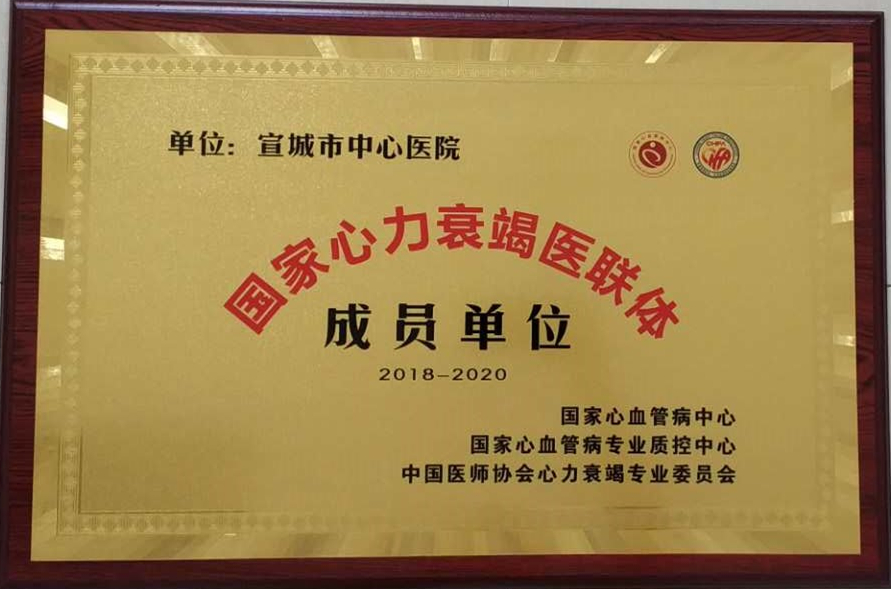 单位：宣城市中心医院
国家心力衰竭医联体
成员单位
2018-2020
国家心血管病中心
国家心血管病专业质控中心
中国医师协会心力衰竭专业委员会